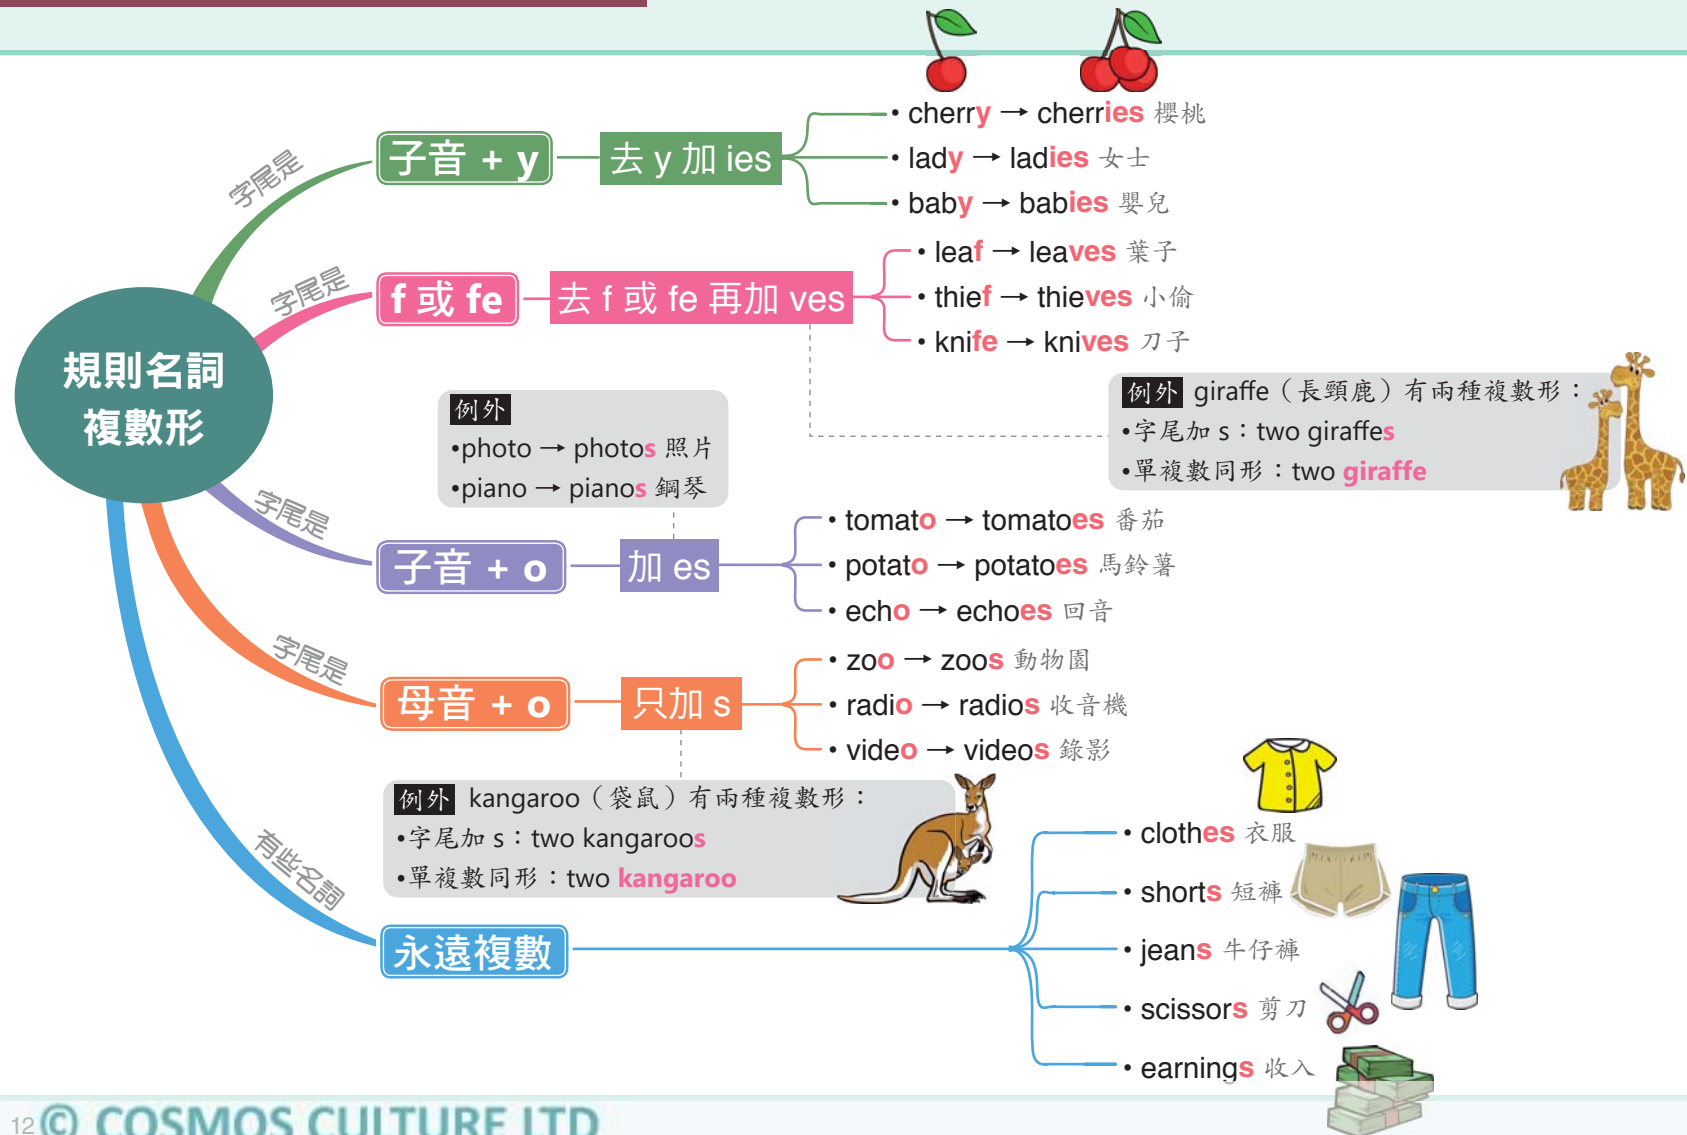 規則名詞
複數形
字尾是
子音 + y
去 y 加 ies
• cherry → cherries 櫻桃
• lady → ladies 女士
• baby → babies 嬰兒
字尾是
f 或 fe
去 f 或 fe 再加 ves
• leaf → leaves 葉子
• thief → thieves 小偷
• knife → knives 刀子
例外 giraffe（長頸鹿）有兩種複數形：
•字尾加 s：two giraffes
•單複數同形：two giraffe
例外
•photo → photos 照片
•piano → pianos 鋼琴
字尾是
子音 + o
加 es
• tomato → tomatoes 番茄
• potato → potatoes 馬鈴薯
• echo → echoes 回音
字尾是
母音 + o
只加 s
• zoo → zoos 動物園
• radio → radios 收音機
• video → videos 錄影
例外 kangaroo（袋鼠）有兩種複數形：
•字尾加 s：two kangaroos
•單複數同形：two kangaroo
有些名詞
永遠複數
• clothes 衣服
• shorts 短褲
• jeans 牛仔褲
• scissors 剪刀
• earnings 收入
12 © COSMOS CULTURE LTD